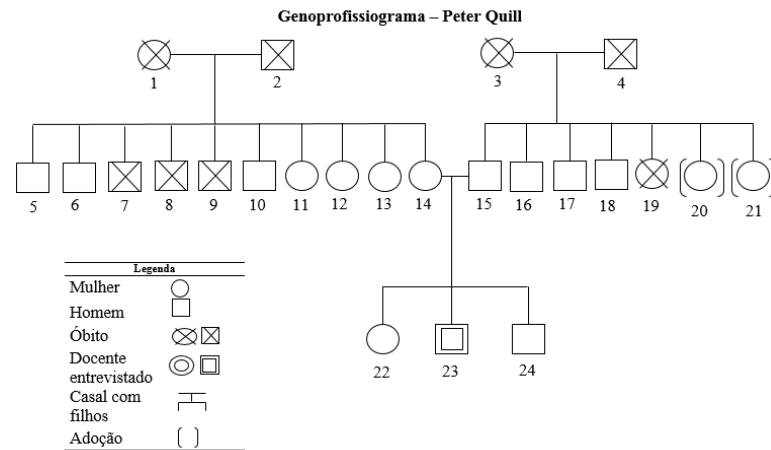 Genoprofissiograma – Peter Quill
1 2 3 4
5 6 7 8 9 10 11 12 13 14 15 16 17 18 19 20 21
Legenda
Mulher
Homem
Óbito
Docente
entrevistado
Casal com
filhos
Adoção
22 23 24